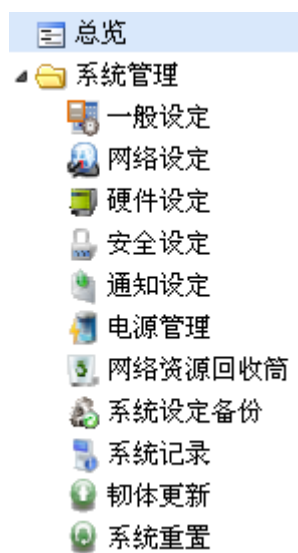 总览
系统管理
一般设定
网络设定
硬件设定
安全设定
通知设定
电源管理
网络资源回收筒
系统设定备份
系统记录
韧体更新
系统重置